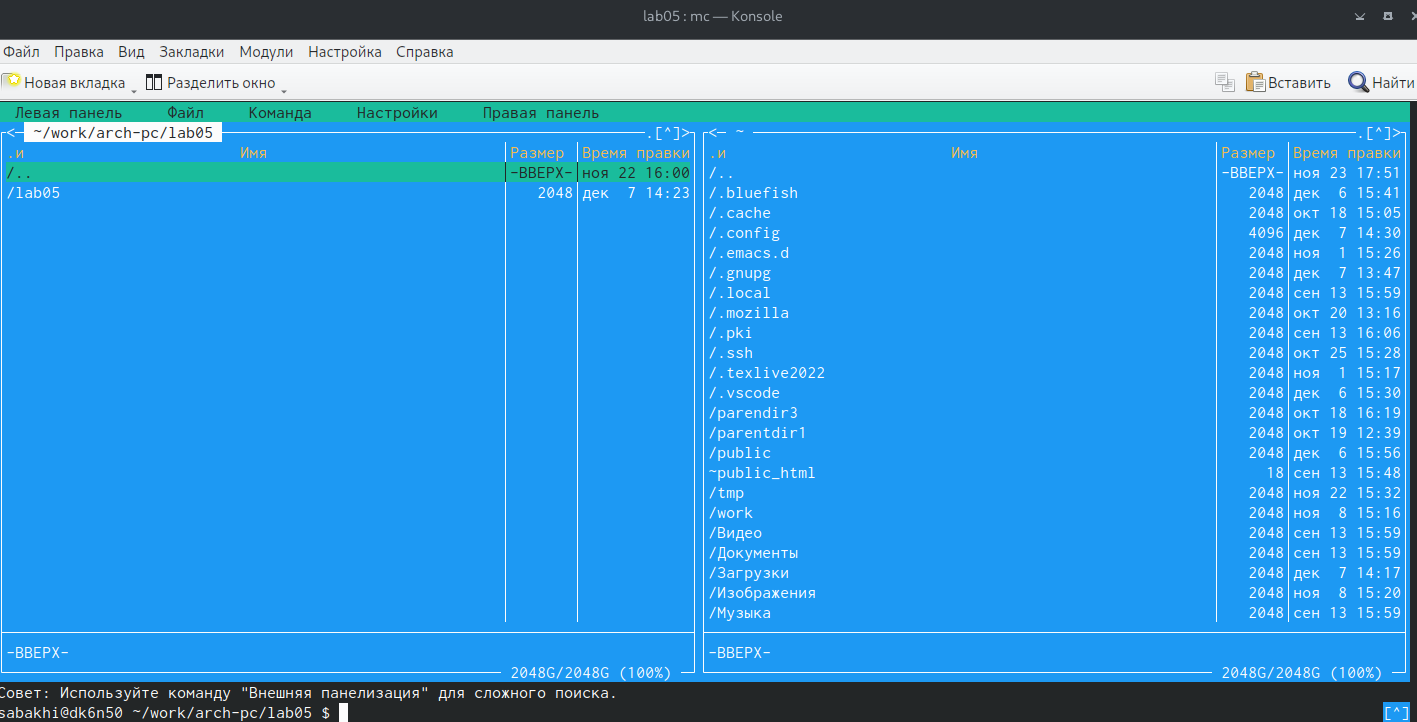 lab05 : mc — Konsole
Файл Правка Вид Закладки Модули Настройка Справка
Новая вкладка Разделить окно Вставить Найти
Левая панель Файл Команда Настройки Правая панель
<— ~/work/arch-pc/lab05 .[^]> <— ~ .[^]>
.и Имя Размер Время правки .и Имя Размер Время правки
/.. -ВВЕРХ- ноя 22 16:00 /.. -ВВЕРХ- ноя 23 17:51
/lab05 2048 дек 7 14:23 /.bluefish 2048 дек 6 15:41
/.cache 2048 окт 18 15:05
/.config 4096 дек 7 14:30
/.emacs.d 2048 ноя 1 15:26
/.gnupg 2048 дек 7 13:47
/.local 2048 сен 13 15:59
/.mozilla 2048 окт 20 13:16
/.pki 2048 сен 13 16:06
/.ssh 2048 окт 25 15:28
/.texlive2022 2048 ноя 1 15:17
/.vscode 2048 дек 6 15:30
/parendir3 2048 окт 18 16:19
/parentdir1 2048 окт 19 12:39
/public 2048 дек 6 15:56
~public_html 18 сен 13 15:48
/tmp 2048 ноя 22 15:32
/work 2048 ноя 8 15:16
/Видео 2048 сен 13 15:59
/Документы 2048 сен 13 15:59
/Загрузки 2048 дек 7 14:17
/Изображения 2048 ноя 8 15:20
/Музыка 2048 сен 13 15:59
-ВВЕРХ- -ВВЕРХ-
2048G/2048G (100%) 2048G/2048G (100%)
Совет: Используйте команду "Внешняя панелизация" для сложного поиска.
sabakhi@dk6n50 ~/work/arch-pc/lab05 $ [^]